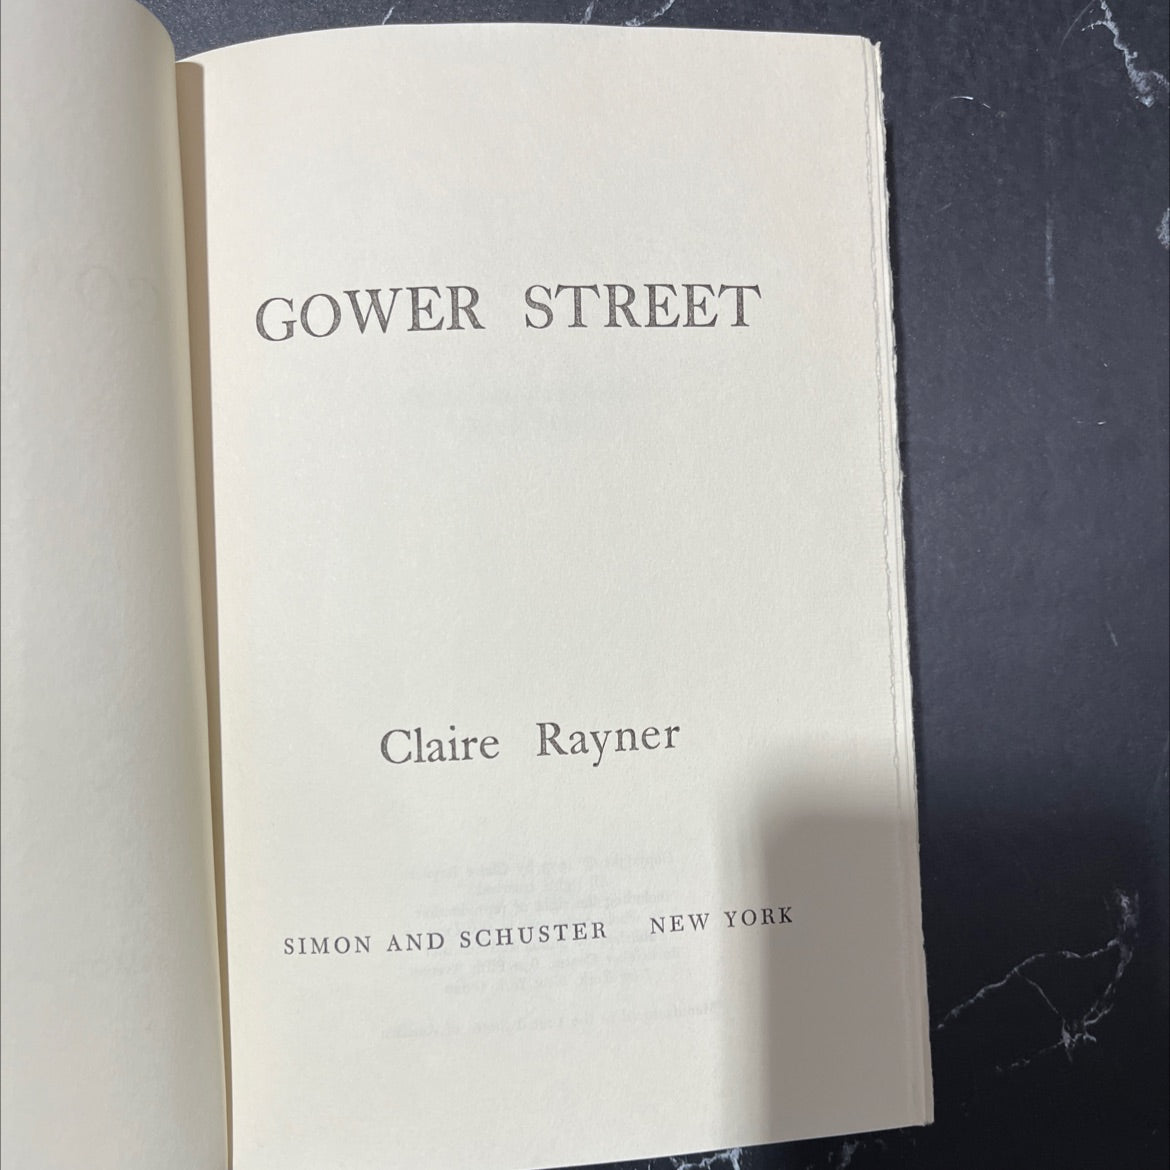 GOWER STREET
Claire Rayner
SIMON AND SCHUSTER NEW YORK